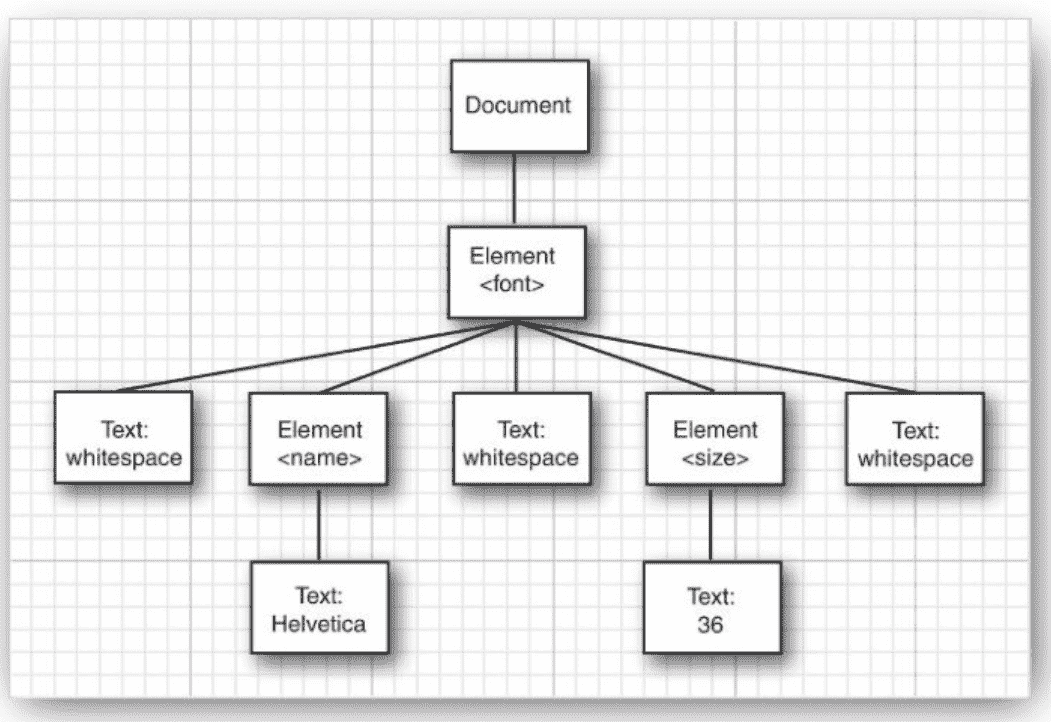 Document
Element
<font>
Text:
whitespace
Element
<name>
Text:
whitespace
Element
<size>
Text:
whitespace
Text:
Helvetica
Text:
36